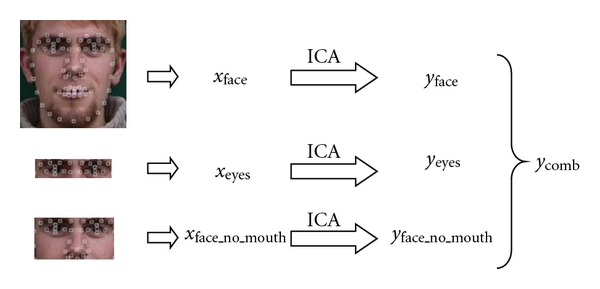 x_face ICA y_face
x_eyes ICA y_eyes y_comb
x_face_no_mouth ICA y_face_no_mouth